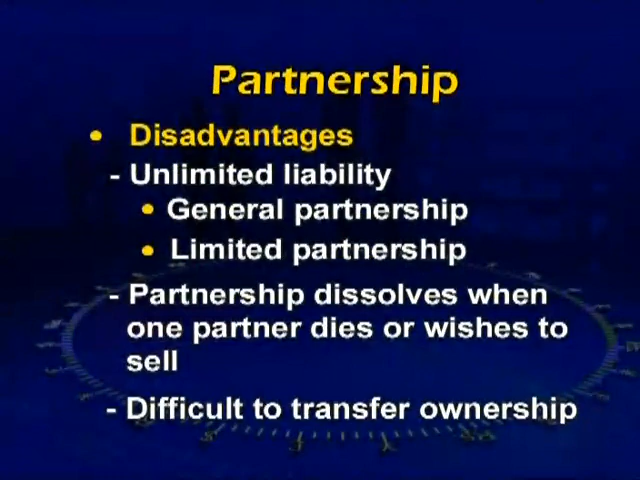 Partnership
• Disadvantages
- Unlimited liability
• General partnership
• Limited partnership
- Partnership dissolves when
one partner dies or wishes to
sell
- Difficult to transfer ownership